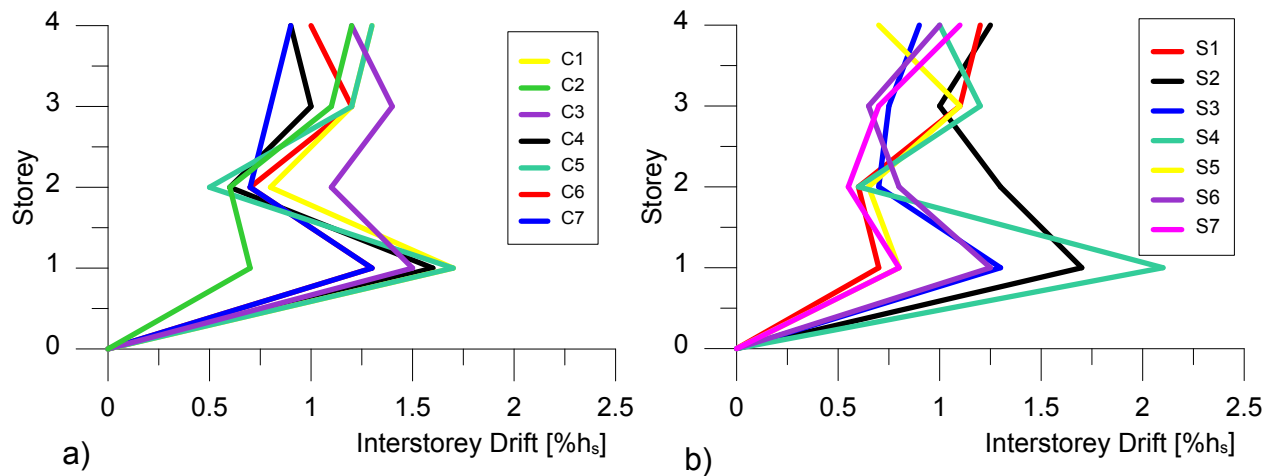 4
3
2
1
0
Storey
C1
C2
C3
C4
C5
C6
C7
0
0.5
1
1.5
2
2.5
Interstorey Drift [%hs]
a)
4
3
2
1
0
Storey
S1
S2
S3
S4
S5
S6
S7
0
0.5
1
1.5
2
2.5
Interstorey Drift [%hs]
b)